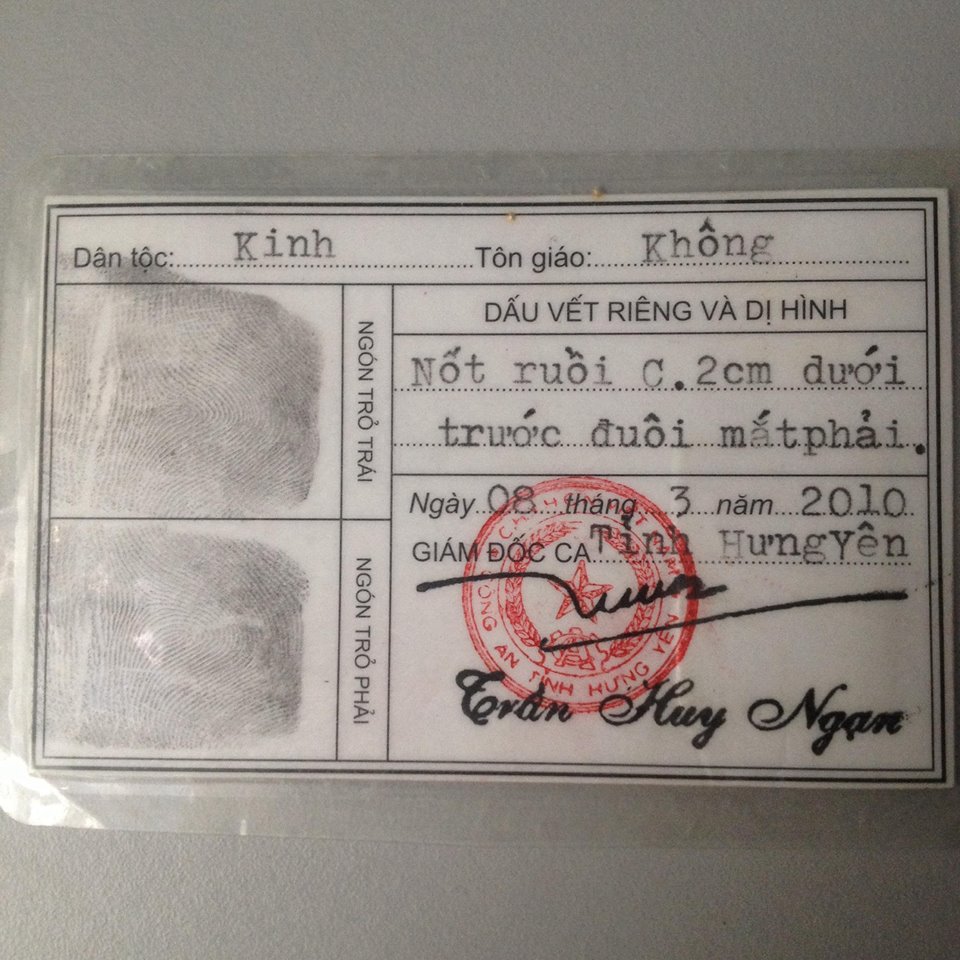 Dân tộc: Kinh Tôn giáo: Không
NGÓN TRỎ TRÁI
DẤU VẾT RIÊNG VÀ DỊ HÌNH
Nốt ruồi C.2cm dưới
trước đuôi mắtphải.
NGÓN TRỎ PHẢI
Ngày 08 tháng 3 năm 2010
GIÁM ĐỐC CA Tỉnh HưngYên
CÔNG AN TỈNH HƯNG YÊN
Trần Huy Ngạn